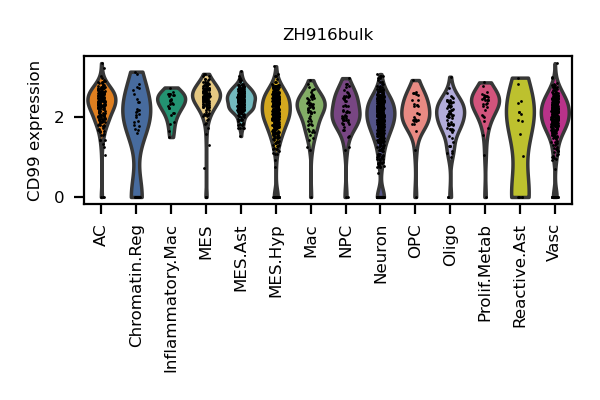 ZH916bulk
CD99 expression
2
0
AC
Chromatin.Reg
Inflammatory.Mac
MES
MES.Ast
MES.Hyp
Mac
NPC
Neuron
OPC
Oligo
Prolif.Metab
Reactive.Ast
Vasc